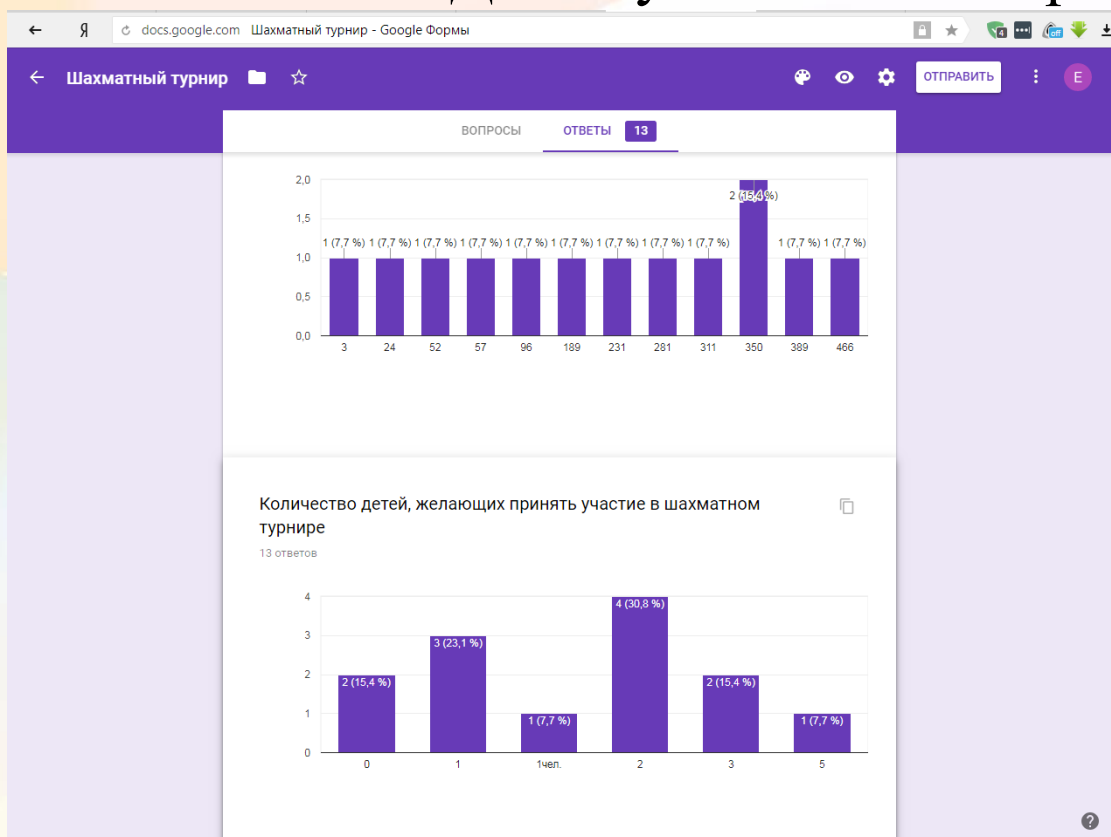 Я docs.google.com Шахматный турнир - Google Формы
4 off
Шахматный турнир ОТПРАВИТЬ E
ВОПРОСЫ ОТВЕТЫ 13
2,0
2 (15,4 %)
1,5
1 (7,7 %) 1 (7,7 %) 1 (7,7 %) 1 (7,7 %) 1 (7,7 %) 1 (7,7 %) 1 (7,7 %) 1 (7,7 %) 1 (7,7 %) 1 (7,7 %) 1 (7,7 %)
1,0
0,5
0,0
3 24 52 57 96 189 231 281 311 350 389 466
Количество детей, желающих принять участие в шахматном
турнире
13 ответов
4
4 (30,8 %)
3
3 (23,1 %)
2
2 (15,4 %) 2 (15,4 %)
1
1 (7,7 %) 1 (7,7 %)
0
0 1 1чел. 2 3 5